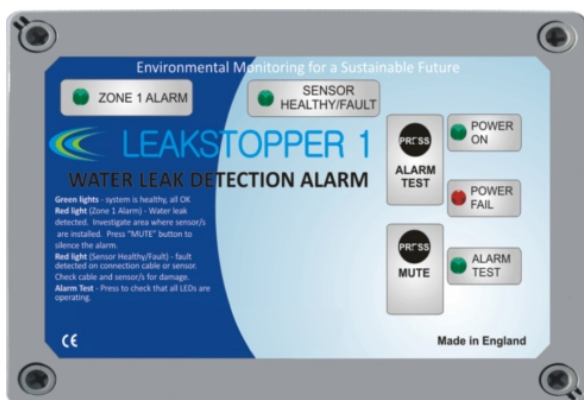 Environmental Monitoring for a Sustainable Future
ZONE 1 ALARM
SENSOR
HEALTHY/FAULT
LEAKSTOPPER 1
WATER LEAK DETECTION ALARM
Green lights - system is healthy, all OK
Red light (Zone 1 Alarm) - Water leak
detected. Investigate area where sensor/s
are installed. Press "MUTE" button to
silence the alarm.
Red light (Sensor Healthy/Fault) - fault
detected on connection cable or sensor.
Check cable and sensor/s for damage.
Alarm Test - Press to check that all LEDs are
operating.
CE
PRESS
ALARM
TEST
POWER
ON
POWER
FAIL
PRESS
MUTE
ALARM
TEST
Made in England